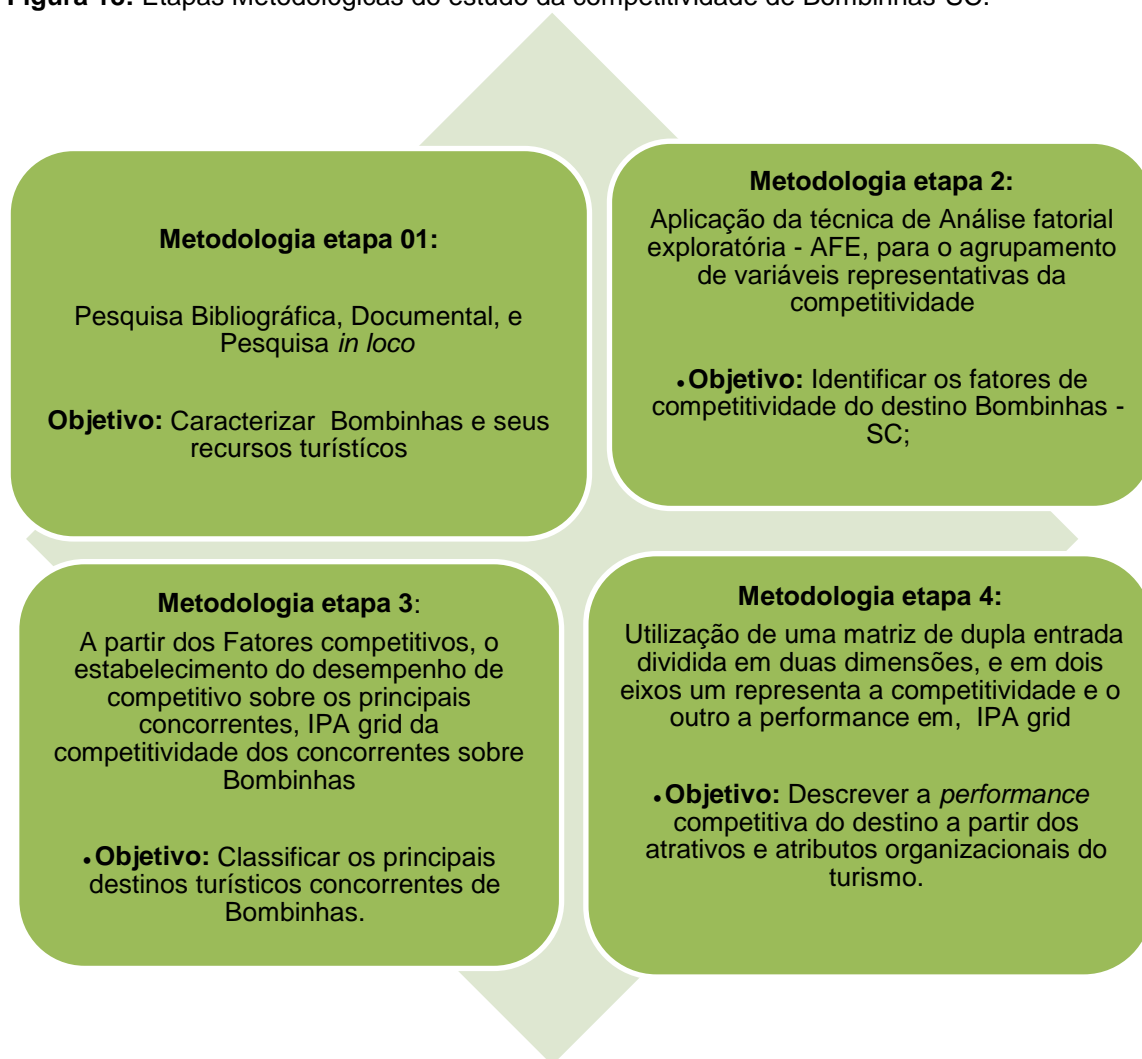 Figura 16: Etapas Metodológicas do estudo da competitividade de Bombinhas-SC.
Metodologia etapa 01:
Pesquisa Bibliográfica, Documental, e
Pesquisa in loco
Objetivo: Caracterizar Bombinhas e seus
recursos turístícos
Metodologia etapa 2:
Aplicação da técnica de Análise fatorial
exploratória - AFE, para o agrupamento
de variáveis representativas da
competitividade
•Objetivo: Identificar os fatores de
competitividade do destino Bombinhas -
SC;
Metodologia etapa 3:
A partir dos Fatores competitivos, o
estabelecimento do desempenho de
competitivo sobre os principais
concorrentes, IPA grid da
competitividade dos concorrentes sobre
Bombinhas
•Objetivo: Classificar os principais
destinos turísticos concorrentes de
Bombinhas.
Metodologia etapa 4:
Utilização de uma matriz de dupla entrada
dividida em duas dimensões, e em dois
eixos um representa a competitividade e o
outro a performance em, IPA grid
•Objetivo: Descrever a performance
competitiva do destino a partir dos
atrativos e atributos organizacionais do
turismo.